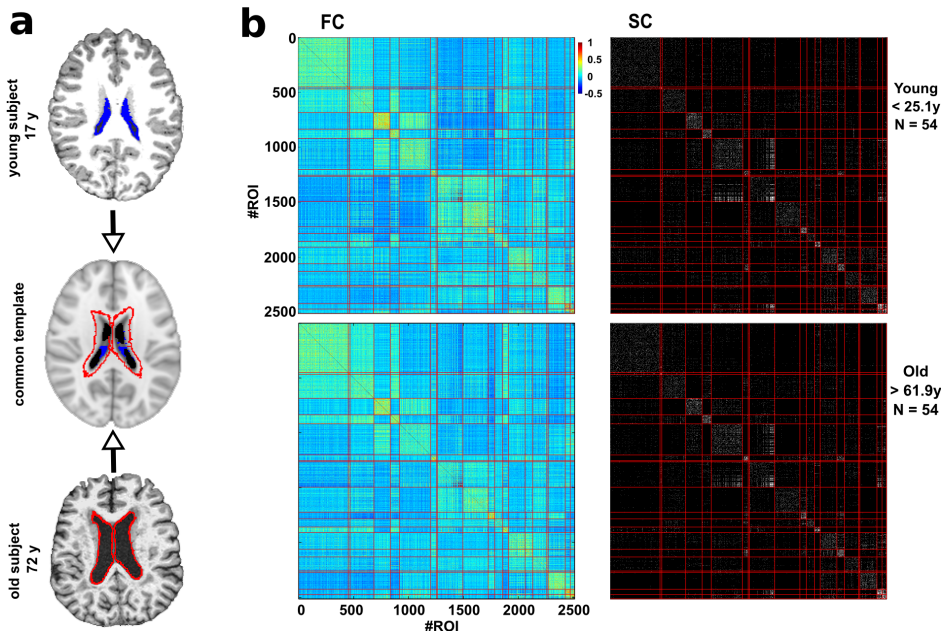 a
young subject
17 y
common template
old subject
72 y
b
FC
SC
0
500
1000
1500
2000
2500
#ROI
1
0.5
0
-0.5
Young
< 25.1y
N = 54
Old
> 61.9y
N = 54
0 500 1000 1500 2000 2500
#ROI